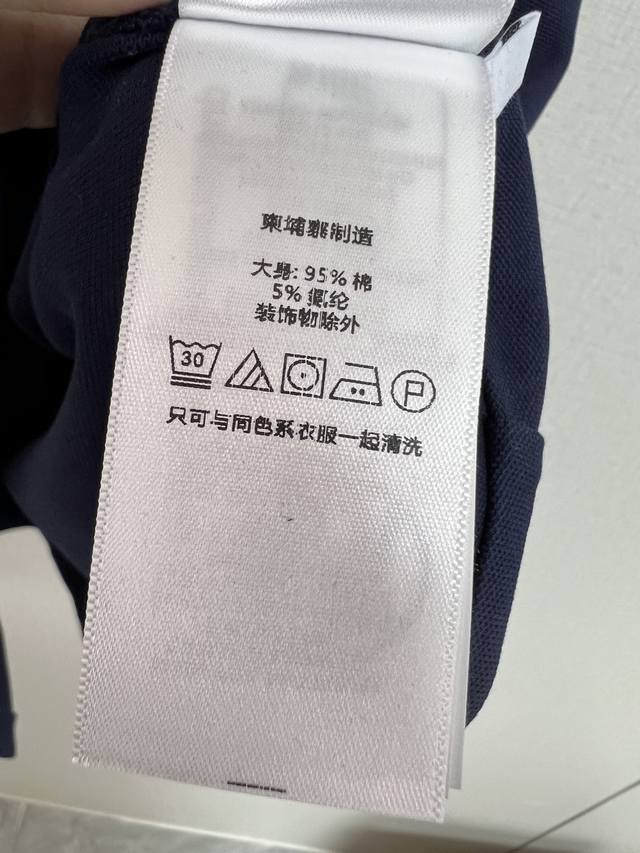 柬埔寨制造
大身: 95% 棉
5% 氨纶
装饰物除外
30
P
只可与同色系衣服一起清洗